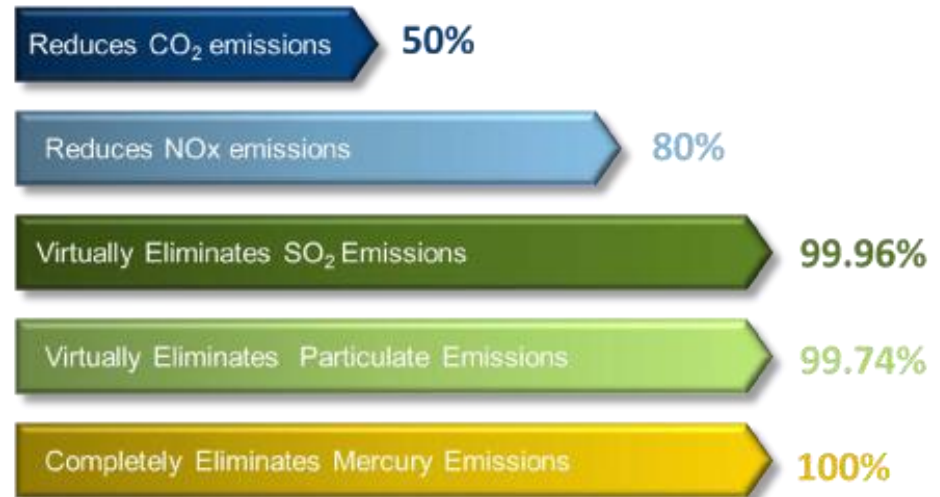 Reduces CO₂ emissions 50%
Reduces NOx emissions 80%
Virtually Eliminates SO₂ Emissions 99.96%
Virtually Eliminates Particulate Emissions 99.74%
Completely Eliminates Mercury Emissions 100%